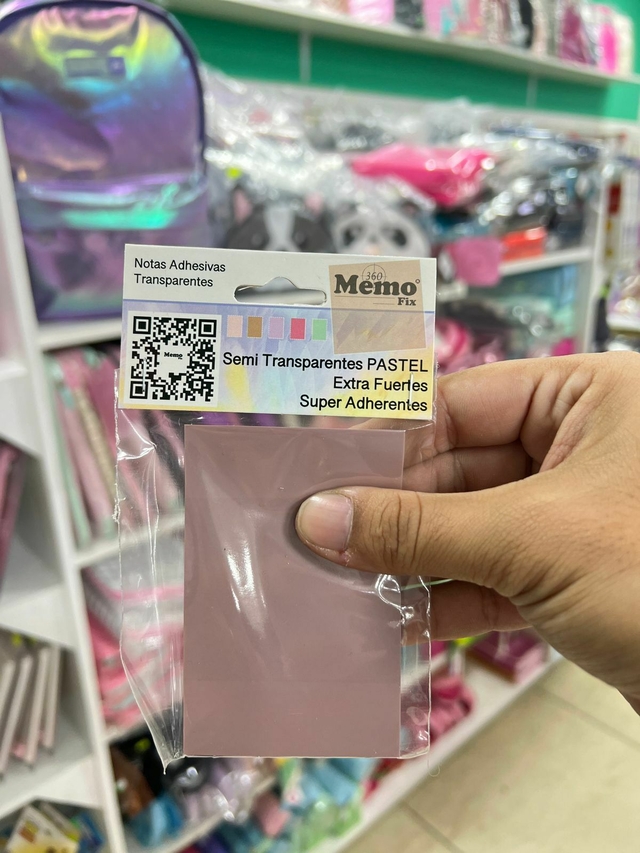 Notas Adhesivas
Transparentes
360
Memo
Fix
Memo
Semi Transparentes PASTEL
Extra Fuertes
Super Adherentes